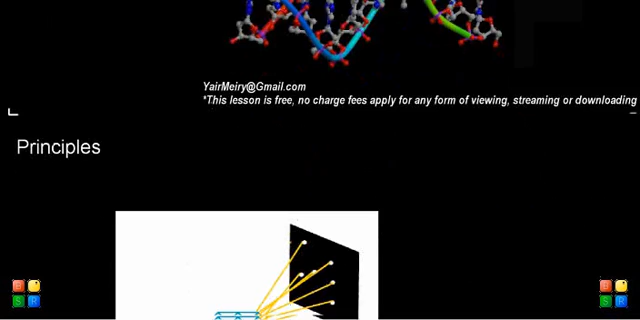 YairMeiry@Gmail.com
*This lesson is free, no charge fees apply for any form of viewing, streaming or downloading
Principles
B
S R
B
S R